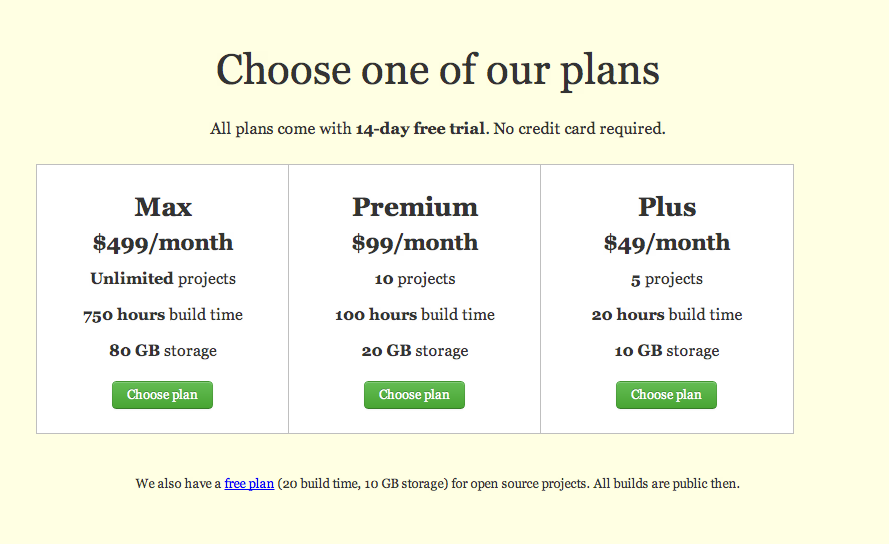 Choose one of our plans
All plans come with 14-day free trial. No credit card required.
Max
$499/month
Unlimited projects
750 hours build time
80 GB storage
Choose plan
Premium
$99/month
10 projects
100 hours build time
20 GB storage
Choose plan
Plus
$49/month
5 projects
20 hours build time
10 GB storage
Choose plan
We also have a free plan (20 build time, 10 GB storage) for open source projects. All builds are public then.